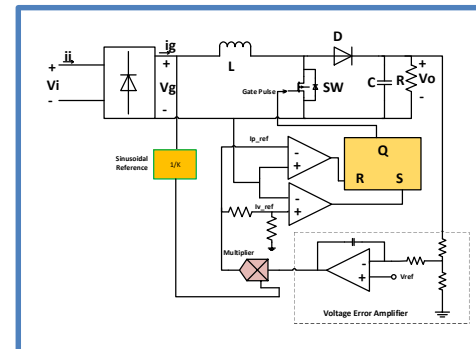 ii
ig
D
+
+
+
Vi
Vg
L
SW
C
R
Vo
-
-
-
Gate Pulse
Sinusoidal
Reference
1/K
Ip_ref
-
+
Q
R
S
Iv_ref
-
+
Multiplier
-
+
Vref
Voltage Error Amplifier